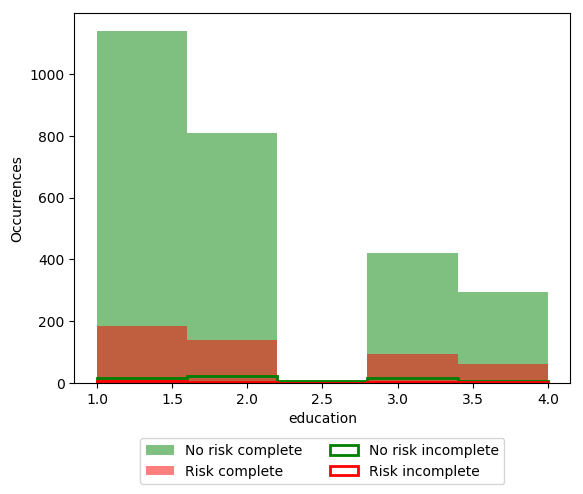 1000
800
600
400
200
0
Occurrences
1.0 1.5 2.0 2.5 3.0 3.5 4.0
education
No risk complete No risk incomplete
Risk complete Risk incomplete